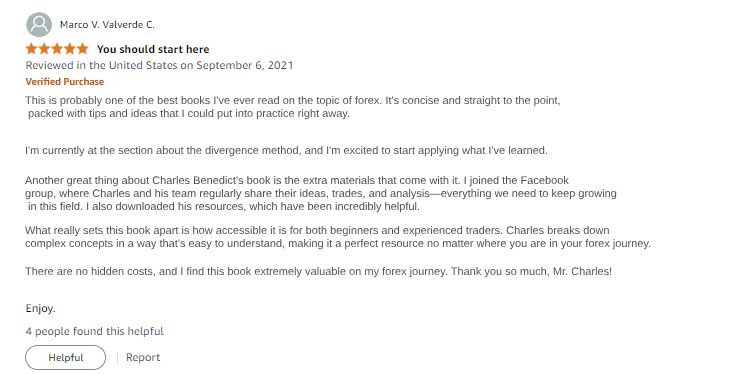 Marco V. Valverde C.
You should start here
Reviewed in the United States on September 6, 2021
Verified Purchase
This is probably one of the best books I've ever read on the topic of forex. It's concise and straight to the point,
packed with tips and ideas that I could put into practice right away.
I'm currently at the section about the divergence method, and I'm excited to start applying what I've learned.
Another great thing about Charles Benedict's book is the extra materials that come with it. I joined the Facebook
group, where Charles and his team regularly share their ideas, trades, and analysis—everything we need to keep growing
in this field. I also downloaded his resources, which have been incredibly helpful.
What really sets this book apart is how accessible it is for both beginners and experienced traders. Charles breaks down
complex concepts in a way that's easy to understand, making it a perfect resource no matter where you are in your forex journey.
There are no hidden costs, and I find this book extremely valuable on my forex journey. Thank you so much, Mr. Charles!
Enjoy.
4 people found this helpful
Helpful | Report